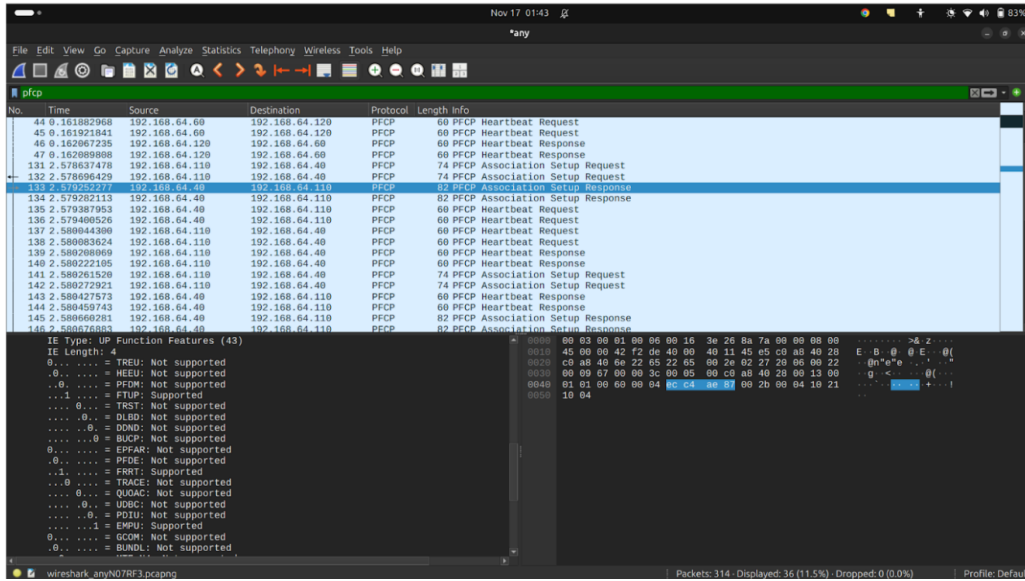 Nov 17 01:43
83%
*any
File Edit View Go Capture Analyze Statistics Telephony Wireless Tools Help
pfcp
No. Time Source Destination Protocol Length Info
44 0.161882968 192.168.64.60 192.168.64.120 PFCP 60 PFCP Heartbeat Request
45 0.161921841 192.168.64.60 192.168.64.120 PFCP 60 PFCP Heartbeat Request
46 0.162067235 192.168.64.120 192.168.64.60 PFCP 60 PFCP Heartbeat Response
47 0.162089808 192.168.64.120 192.168.64.60 PFCP 60 PFCP Heartbeat Response
131 2.578637478 192.168.64.110 192.168.64.40 PFCP 74 PFCP Association Setup Request
132 2.578696429 192.168.64.110 192.168.64.40 PFCP 74 PFCP Association Setup Request
133 2.579252277 192.168.64.40 192.168.64.110 PFCP 82 PFCP Association Setup Response
134 2.579282113 192.168.64.40 192.168.64.110 PFCP 82 PFCP Association Setup Response
135 2.579387953 192.168.64.40 192.168.64.110 PFCP 60 PFCP Heartbeat Request
136 2.579400526 192.168.64.40 192.168.64.110 PFCP 60 PFCP Heartbeat Request
137 2.580044300 192.168.64.110 192.168.64.40 PFCP 60 PFCP Heartbeat Request
138 2.580083624 192.168.64.110 192.168.64.40 PFCP 60 PFCP Heartbeat Request
139 2.580208069 192.168.64.110 192.168.64.40 PFCP 60 PFCP Heartbeat Response
140 2.580222105 192.168.64.110 192.168.64.40 PFCP 60 PFCP Heartbeat Response
141 2.580261520 192.168.64.110 192.168.64.40 PFCP 74 PFCP Association Setup Request
142 2.580272921 192.168.64.110 192.168.64.40 PFCP 74 PFCP Association Setup Request
143 2.580427573 192.168.64.40 192.168.64.110 PFCP 60 PFCP Heartbeat Response
144 2.580459743 192.168.64.40 192.168.64.110 PFCP 60 PFCP Heartbeat Response
145 2.580660281 192.168.64.40 192.168.64.110 PFCP 82 PFCP Association Setup Response
146 2.580676883 192.168.64.40 192.168.64.110 PFCP 82 PFCP Association Setup Response
IE Type: UP Function Features (43)
IE Length: 4
0... .... = TREU: Not supported
.0.. .... = HEEU: Not supported
..0. .... = PFDM: Not supported
...1 .... = FTUP: Supported
.... 0... = TRST: Not supported
.... .0.. = DLBD: Not supported
.... ..0. = DDND: Not supported
.... ...0 = BUCP: Not supported
0... .... = EPFAR: Not supported
.0.. .... = PFDE: Not supported
..1. .... = FRRT: Supported
...0 .... = TRACE: Not supported
.... 0... = QUOAC: Not supported
.... .0.. = UDBC: Not supported
.... ..0. = PDIU: Not supported
.... ...1 = EMPU: Supported
0... .... = GCOM: Not supported
.0.. .... = BUNDL: Not supported
0000 00 03 00 01 00 06 00 16 3e 26 8a 7a 00 00 08 00
0010 45 00 00 42 f2 de 40 00 40 11 45 e5 c0 a8 40 28
0020 c0 a8 40 6e 22 65 22 65 00 2e 02 27 20 06 00 22
0030 00 09 67 00 00 3c 00 05 00 c0 a8 40 28 00 13 00
0040 01 01 00 60 00 04 ec c4 ae 87 00 2b 00 04 10 21
0050 10 04
wireshark_anyN07RF3.pcapng
Packets: 314 · Displayed: 36 (11.5%) · Dropped: 0 (0.0%)
Profile: Defau